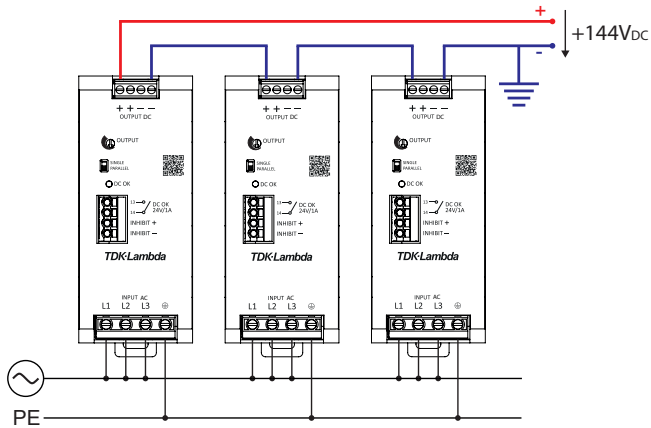 +
+144VDC
-
+ + − −
OUTPUT DC
OUTPUT
SINGLE
PARALLEL
DC OK
13
14
DC OK
24V/1A
INHIBIT +
INHIBIT −
TDK·Lambda
INPUT AC
L1 L2 L3
+ + − −
OUTPUT DC
OUTPUT
SINGLE
PARALLEL
DC OK
13
14
DC OK
24V/1A
INHIBIT +
INHIBIT −
TDK·Lambda
INPUT AC
L1 L2 L3
+ + − −
OUTPUT DC
OUTPUT
SINGLE
PARALLEL
DC OK
13
14
DC OK
24V/1A
INHIBIT +
INHIBIT −
TDK·Lambda
INPUT AC
L1 L2 L3
PE